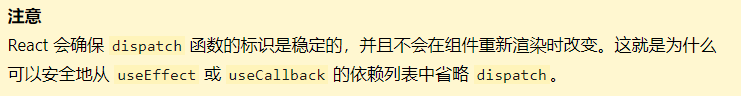 注意
React 会确保 dispatch 函数的标识是稳定的，并且不会在组件重新渲染时改变。这就是为什么
可以安全地从 useEffect 或 useCallback 的依赖列表中省略 dispatch。